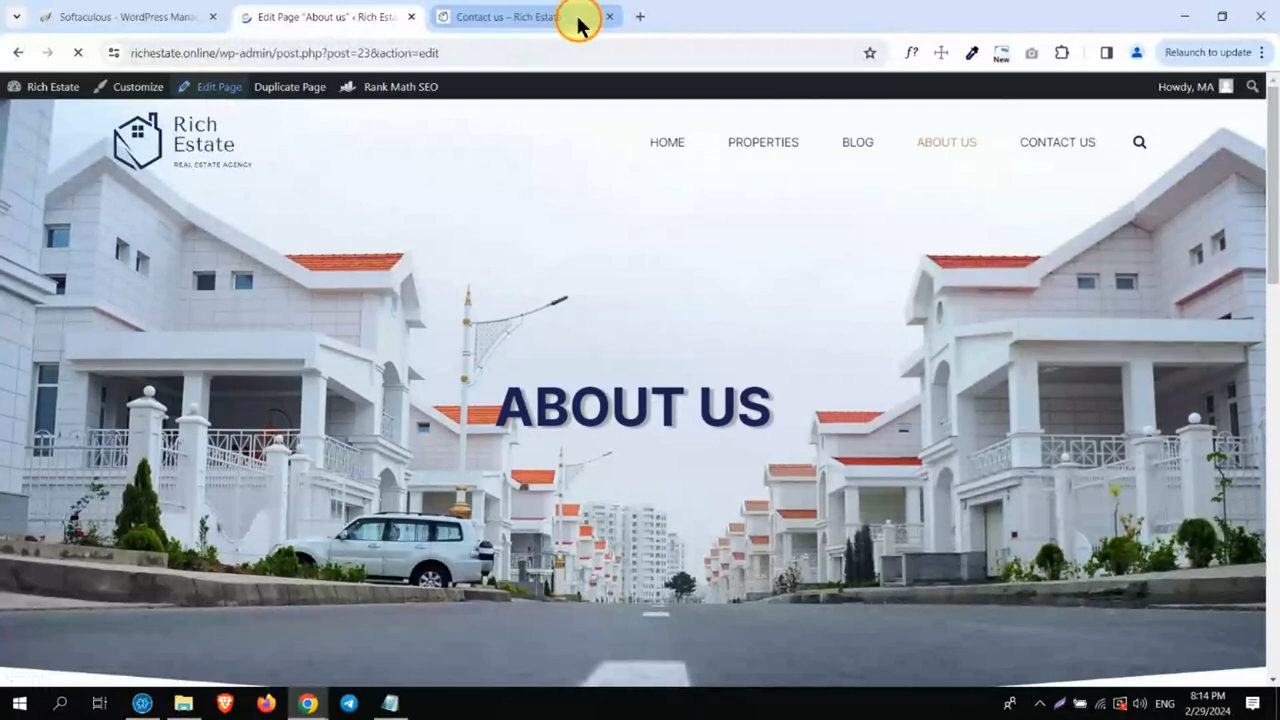 Softaculous - WordPress Mana
Edit Page "About us" ‹ Rich Esta
Contact us – Rich Estat
richestate.online/wp-admin/post.php?post=23&action=edit
f?
New
Relaunch to update
Rich Estate
Customize
Edit Page
Duplicate Page
Rank Math SEO
Howdy, MA
Rich
Estate
REAL ESTATE AGENCY
HOME
PROPERTIES
BLOG
ABOUT US
CONTACT US
ABOUT US
ENG
8:14 PM
2/29/2024